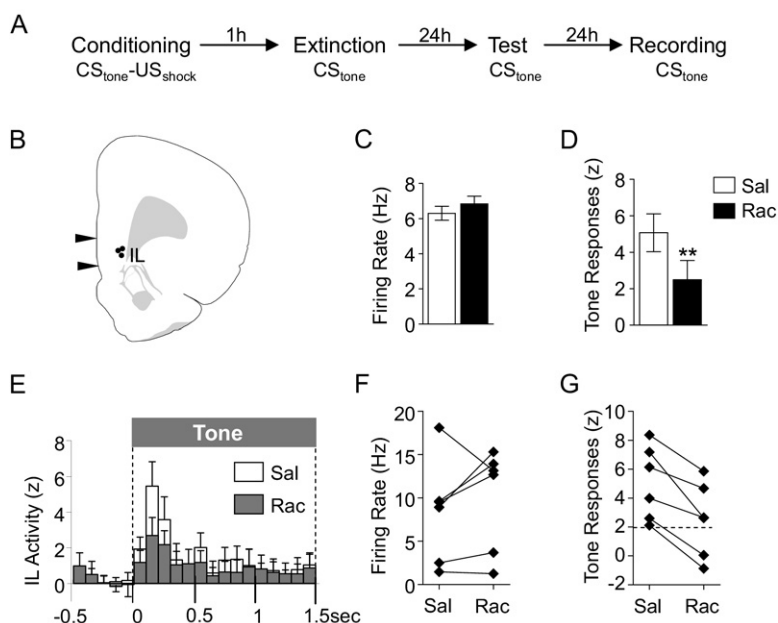 A
Conditioning 1h Extinction 24h Test 24h Recording
CStone-USshock CStone CStone CStone
B
IL
C
Firing Rate (Hz)
8
6
4
2
0
D
Tone Responses (z)
8
6
4
2
0
**
Sal
Rac
E
IL Activity (z)
8
6
4
2
0
Tone
Sal
Rac
-0.5 0 0.5 1 1.5sec
F
Firing Rate (Hz)
20
15
10
5
0
Sal Rac
G
Tone Responses (z)
10
8
6
4
2
0
-2
Sal Rac